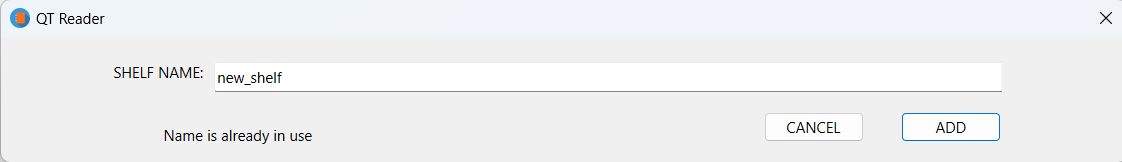 QT Reader
SHELF NAME: new_shelf
Name is already in use
CANCEL ADD